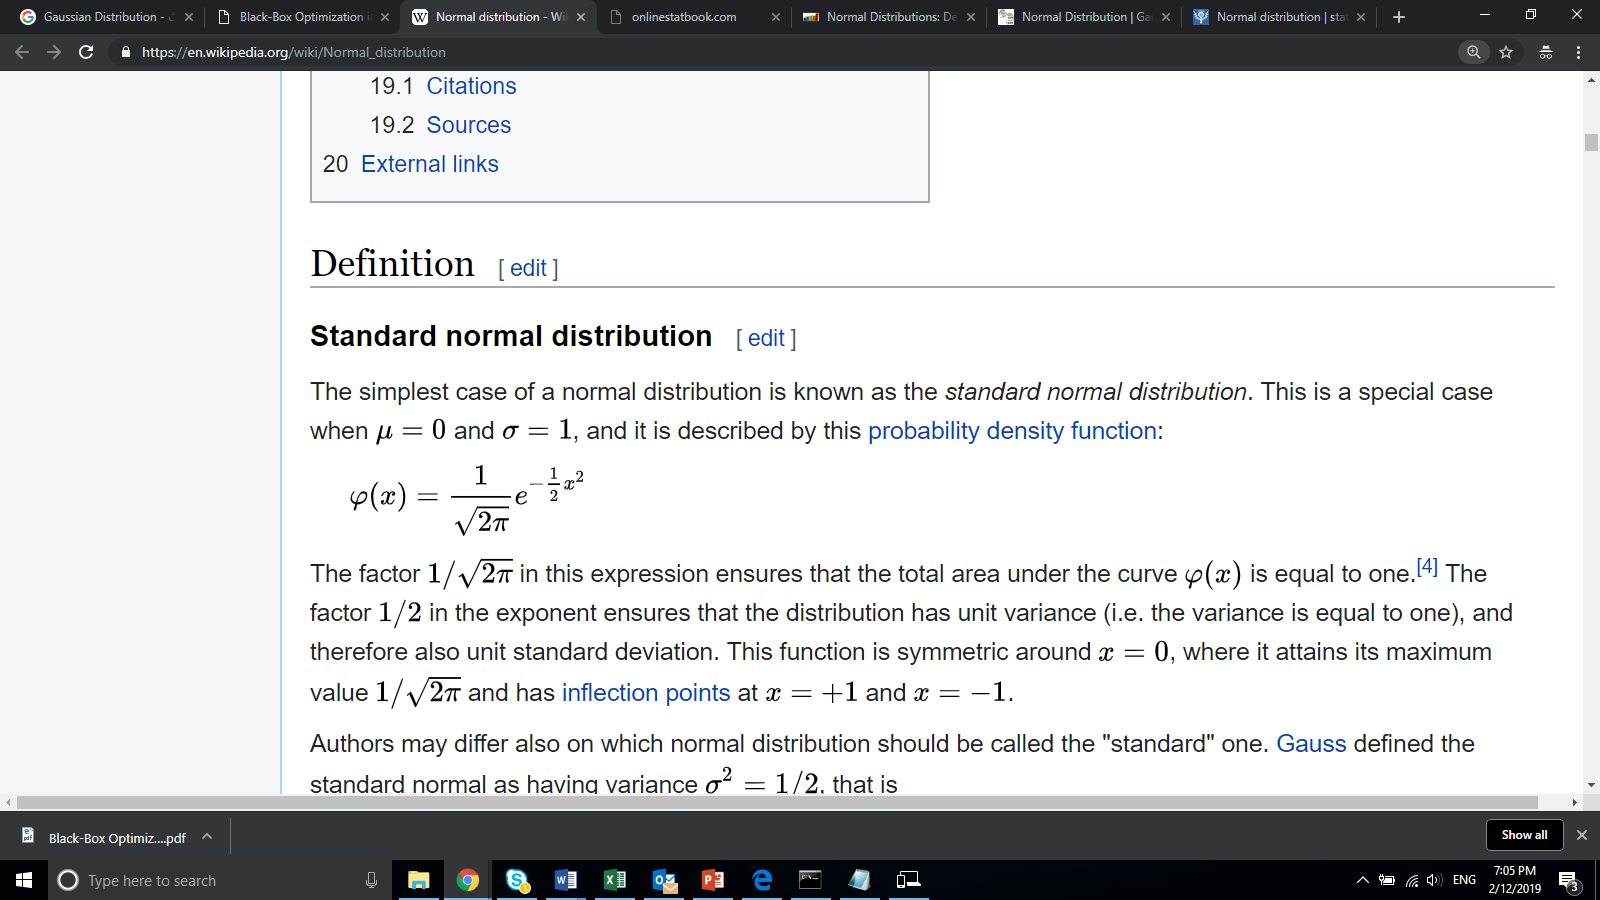 Gaussian Distribution -
Black-Box Optimization i
Normal distribution - Wi
onlinestatbook.com
Normal Distributions: De
Normal Distribution | Ga
Normal distribution | sta
https://en.wikipedia.org/wiki/Normal_distribution
19.1 Citations
19.2 Sources
20 External links
Definition [ edit ]
Standard normal distribution [ edit ]
The simplest case of a normal distribution is known as the standard normal distribution. This is a special case
when μ = 0 and σ = 1, and it is described by this probability density function:
φ(x) = 1/√2π e^(−½x²)
The factor 1/√2π in this expression ensures that the total area under the curve φ(x) is equal to one.[4] The
factor 1/2 in the exponent ensures that the distribution has unit variance (i.e. the variance is equal to one), and
therefore also unit standard deviation. This function is symmetric around x = 0, where it attains its maximum
value 1/√2π and has inflection points at x = +1 and x = −1.
Authors may differ also on which normal distribution should be called the "standard" one. Gauss defined the
standard normal as having variance σ² = 1/2, that is
Black-Box Optimiz....pdf
Show all
Type here to search
ENG
7:05 PM
2/12/2019
3